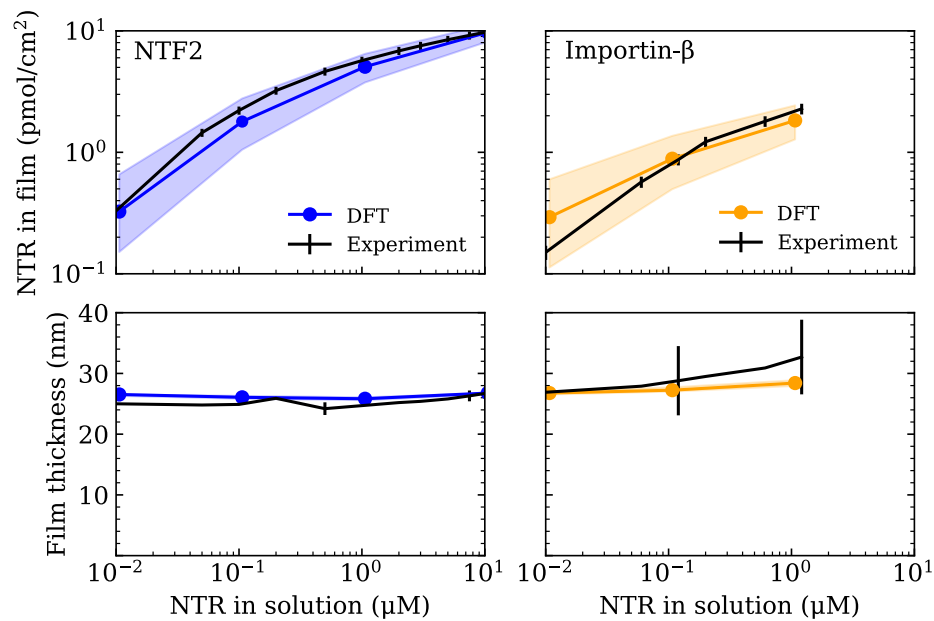 NTF2
Importin-β
NTR in film (pmol/cm²)
10¹
10⁰
10⁻¹
DFT
Experiment
DFT
Experiment
Film thickness (nm)
40
30
20
10
10⁻² 10⁻¹ 10⁰ 10¹
10⁻² 10⁻¹ 10⁰ 10¹
NTR in solution (μM)
NTR in solution (μM)